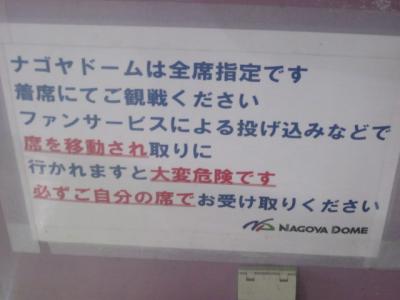 ナゴヤドームは全席指定です
着席にてご観戦ください
ファンサービスによる投げ込みなどで
席を移動され取りに
行かれますと大変危険です
必ずご自分の席でお受け取りください
NAGOYA DOME